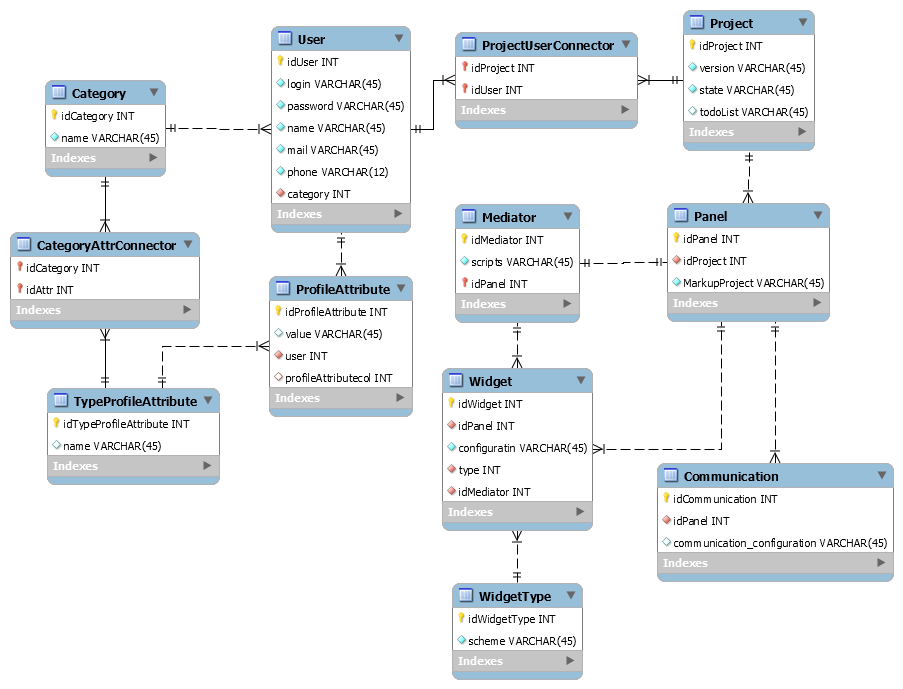 User
idUser INT
login VARCHAR(45)
password VARCHAR(45)
name VARCHAR(45)
mail VARCHAR(45)
phone VARCHAR(12)
category INT
Indexes
ProjectUserConnector
idProject INT
idUser INT
Indexes
Project
idProject INT
version VARCHAR(45)
state VARCHAR(45)
todoList VARCHAR(45)
Indexes
Category
idCategory INT
name VARCHAR(45)
Indexes
CategoryAttrConnector
idCategory INT
idAttr INT
Indexes
ProfileAttribute
idProfileAttribute INT
value VARCHAR(45)
user INT
profileAttributecol INT
Indexes
Mediator
idMediator INT
scripts VARCHAR(45)
idPanel INT
Indexes
Panel
idPanel INT
idProject INT
MarkupProject VARCHAR(45)
Indexes
TypeProfileAttribute
idTypeProfileAttribute INT
name VARCHAR(45)
Indexes
Widget
idWidget INT
idPanel INT
configuratin VARCHAR(45)
type INT
idMediator INT
Indexes
Communication
idCommunication INT
idPanel INT
communication_configuration VARCHAR(45)
Indexes
WidgetType
idWidgetType INT
scheme VARCHAR(45)
Indexes